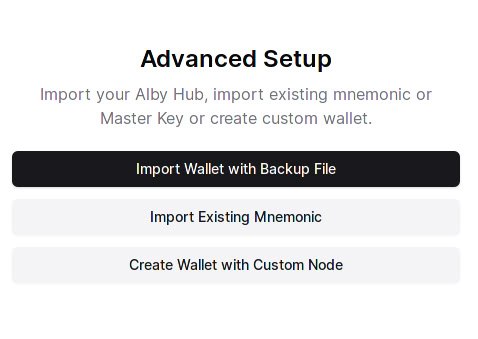 Advanced Setup
Import your Alby Hub, import existing mnemonic or
Master Key or create custom wallet.
Import Wallet with Backup File
Import Existing Mnemonic
Create Wallet with Custom Node